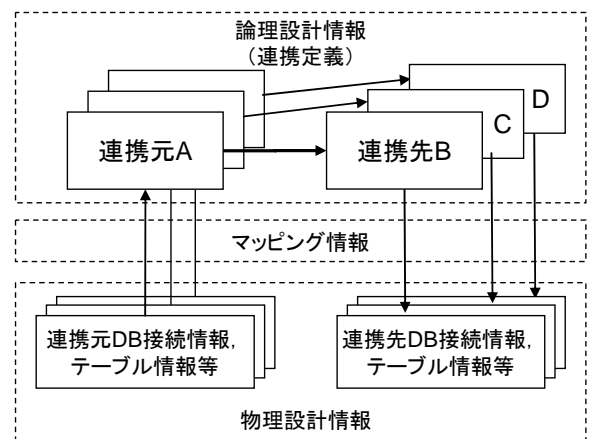 論理設計情報
（連携定義）
D
C
連携元A
連携先B
マッピング情報
連携元DB接続情報，
テーブル情報等
連携先DB接続情報，
テーブル情報等
物理設計情報